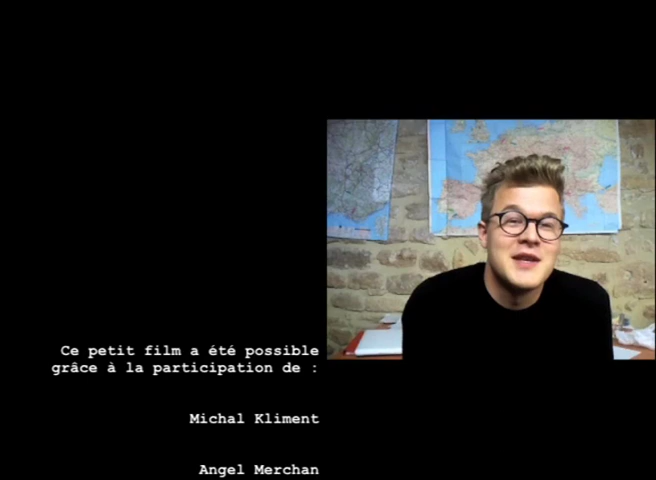 Ce petit film a été possible
grâce à la participation de :
Michal Kliment
Angel Merchan